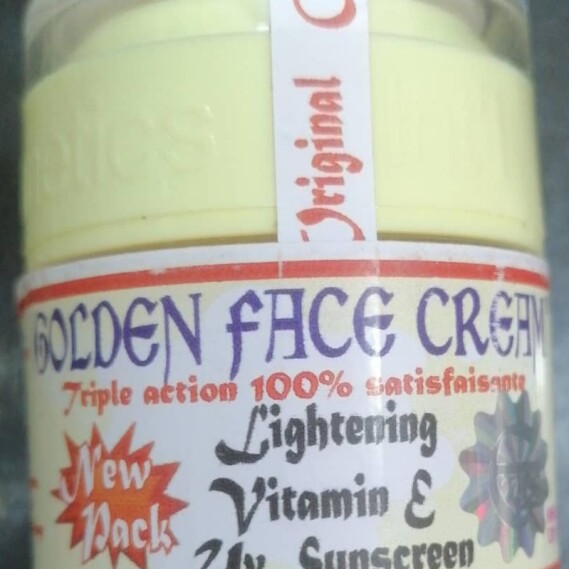 Original
GOLDEN FACE CREAM
Triple action 100% satisfaisante
Lightening
Vitamin E
Uv Sunscreen
New
Pack